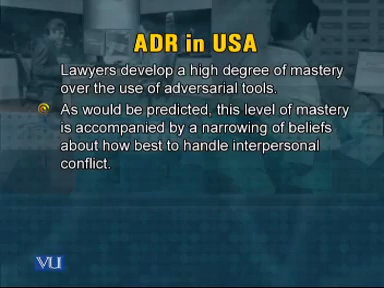 ADR in USA
Lawyers develop a high degree of mastery
over the use of adversarial tools.
As would be predicted, this level of mastery
is accompanied by a narrowing of beliefs
about how best to handle interpersonal
conflict.
VU